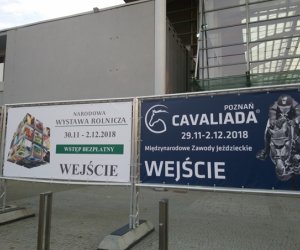 NARODOWA
WYSTAWA ROLNICZA
30.11 - 2.12.2018
WSTĘP BEZPŁATNY
WEJŚCIE
POZNAŃ
CAVALIADA
29.11-2.12.2018
Międzynarodowe Zawody Jeździeckie
WEJŚCIE